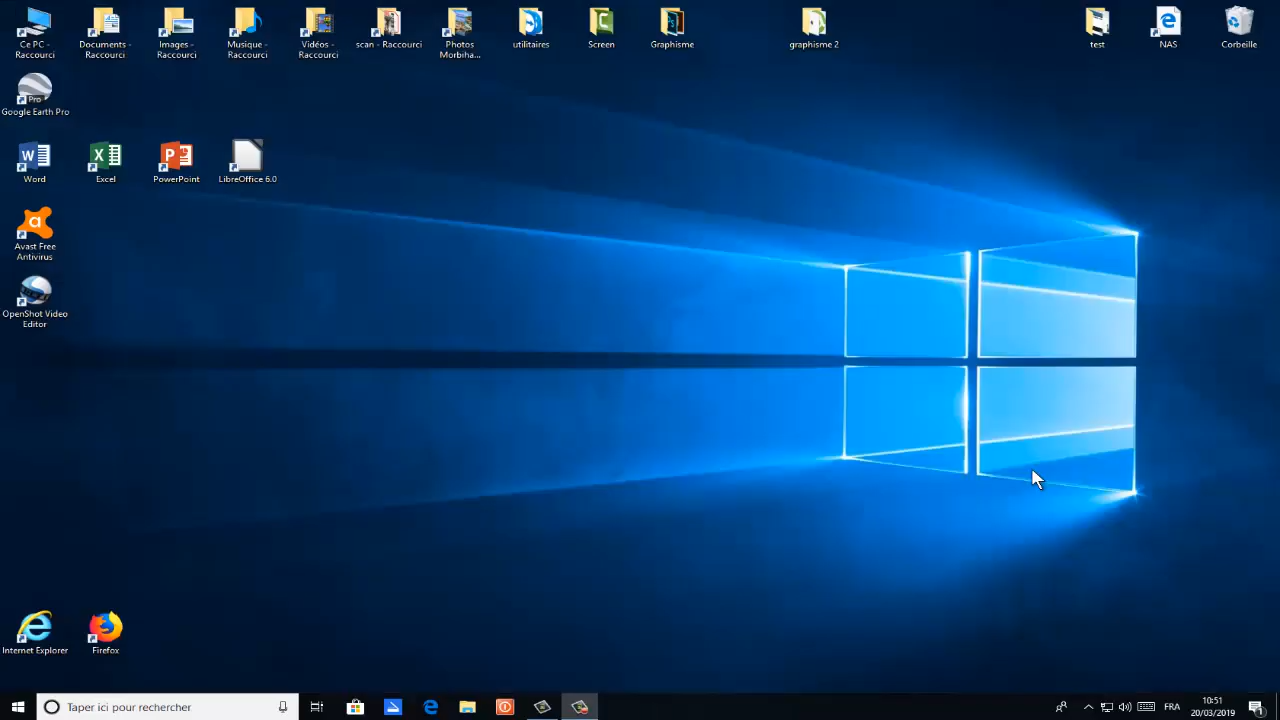 Ce PC -
Raccourci
Documents -
Raccourci
Images -
Raccourci
Musique -
Raccourci
Vidéos -
Raccourci
scan - Raccourci
Photos
Morbiha...
utilitaires
Screen
Graphisme
graphisme 2
test
NAS
Corbeille
Pro
Google Earth Pro
Word
Excel
PowerPoint
LibreOffice 6.0
Avast Free
Antivirus
OpenShot Video
Editor
Internet Explorer
Firefox
Taper ici pour rechercher
FRA
10:51
20/03/2019